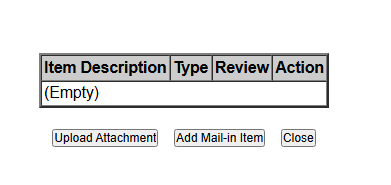 Item Description Type Review Action
(Empty)
Upload Attachment Add Mail-in Item Close